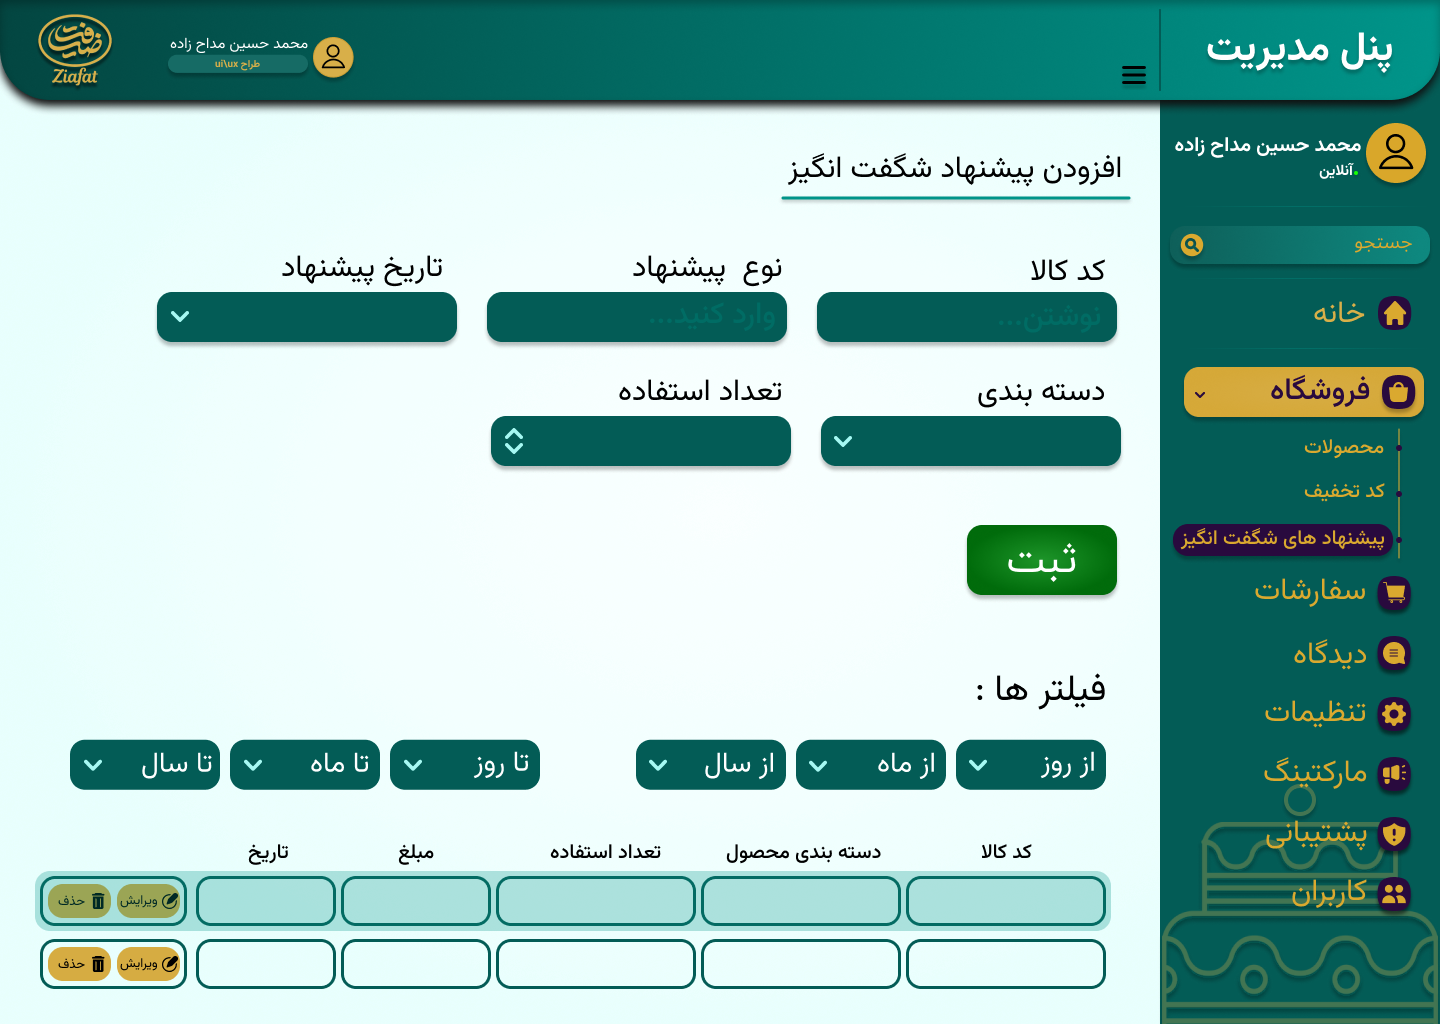 پنل مدیریت
محمد حسین مداح زاده
طراح ui\ux
ضیافت
Ziafat
محمد حسین مداح زاده
آنلاین
جستجو
خانه
فروشگاه
محصولات
کد تخفیف
پیشنهاد های شگفت انگیز
سفارشات
دیدگاه
تنظیمات
مارکتینگ
پشتیبانی
کاربران
افزودن پیشنهاد شگفت انگیز
کد کالا
نوع پیشنهاد
تاریخ پیشنهاد
نوشتن...
وارد کنید...
دسته بندی
تعداد استفاده
ثبت
فیلتر ها :
از روز
از ماه
از سال
تا روز
تا ماه
تا سال
کد کالا
دسته بندی محصول
تعداد استفاده
مبلغ
تاریخ
ویرایش
حذف
ویرایش
حذف